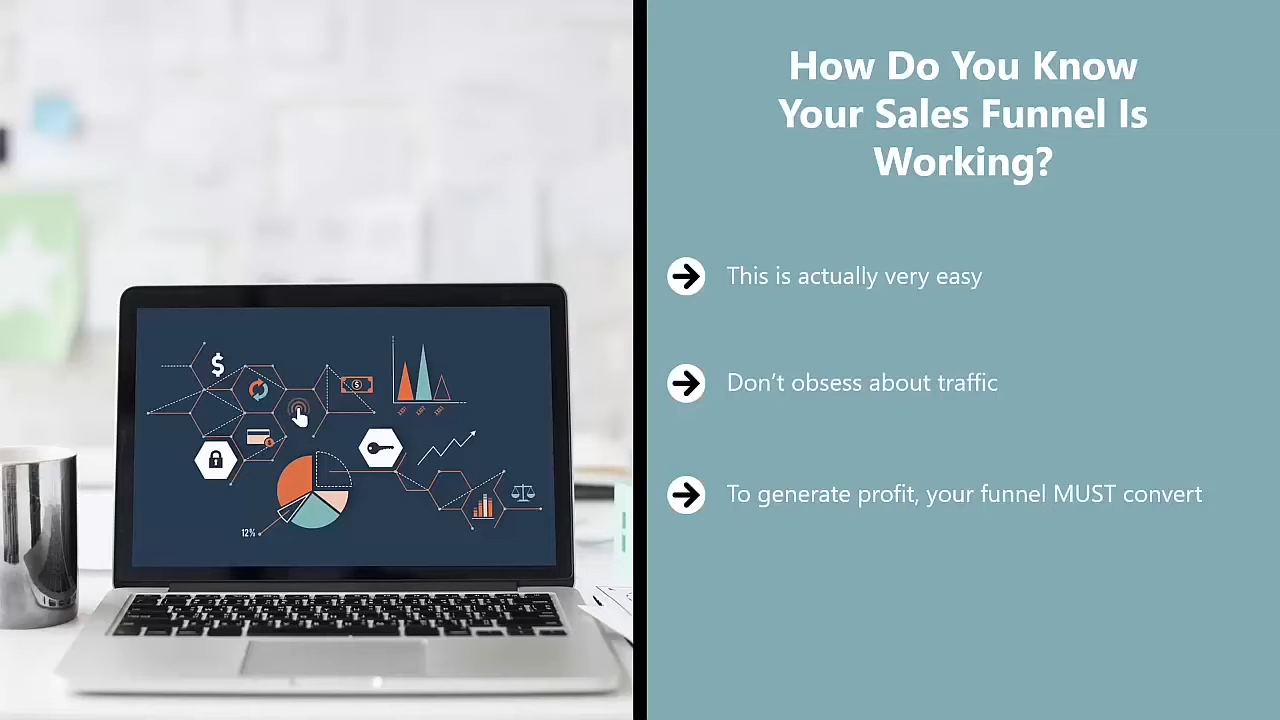 How Do You Know
Your Sales Funnel Is
Working?
This is actually very easy
Don't obsess about traffic
To generate profit, your funnel MUST convert
$
$
12%